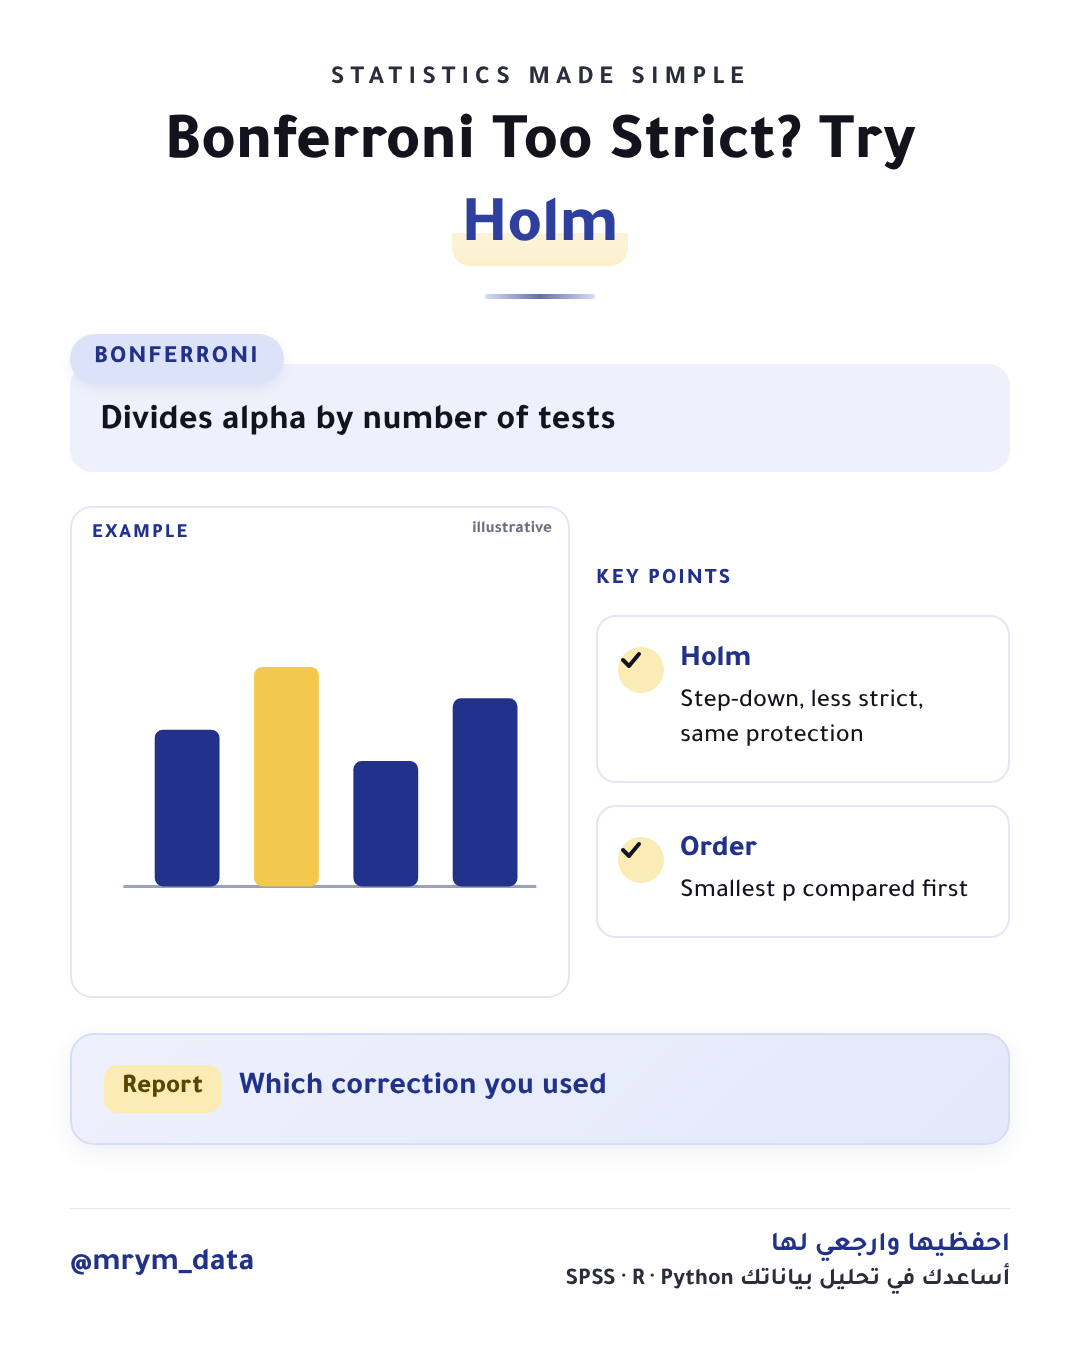 STATISTICS MADE SIMPLE
Bonferroni Too Strict? Try
Holm
BONFERRONI
Divides alpha by number of tests
EXAMPLE
illustrative
KEY POINTS
Holm
Step-down, less strict,
same protection
Order
Smallest p compared first
Report
Which correction you used
@mrym_data
احفظيها وارجعي لها
أساعدك في تحليل بياناتك SPSS · R · Python